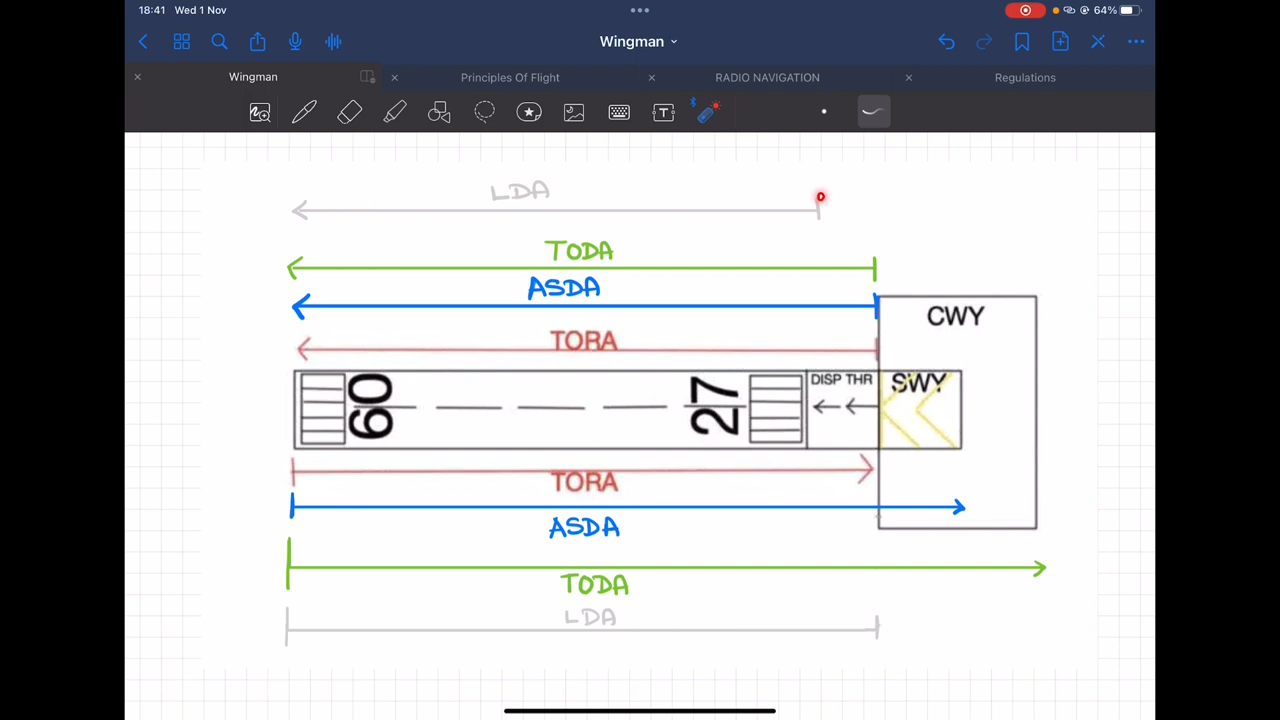 18:41 Wed 1 Nov
64%
Wingman
Wingman
Principles Of Flight
RADIO NAVIGATION
Regulations
T
LDA
TODA
ASDA
CWY
TORA
DISP THR
SWY
09
27
TORA
ASDA
TODA
LDA